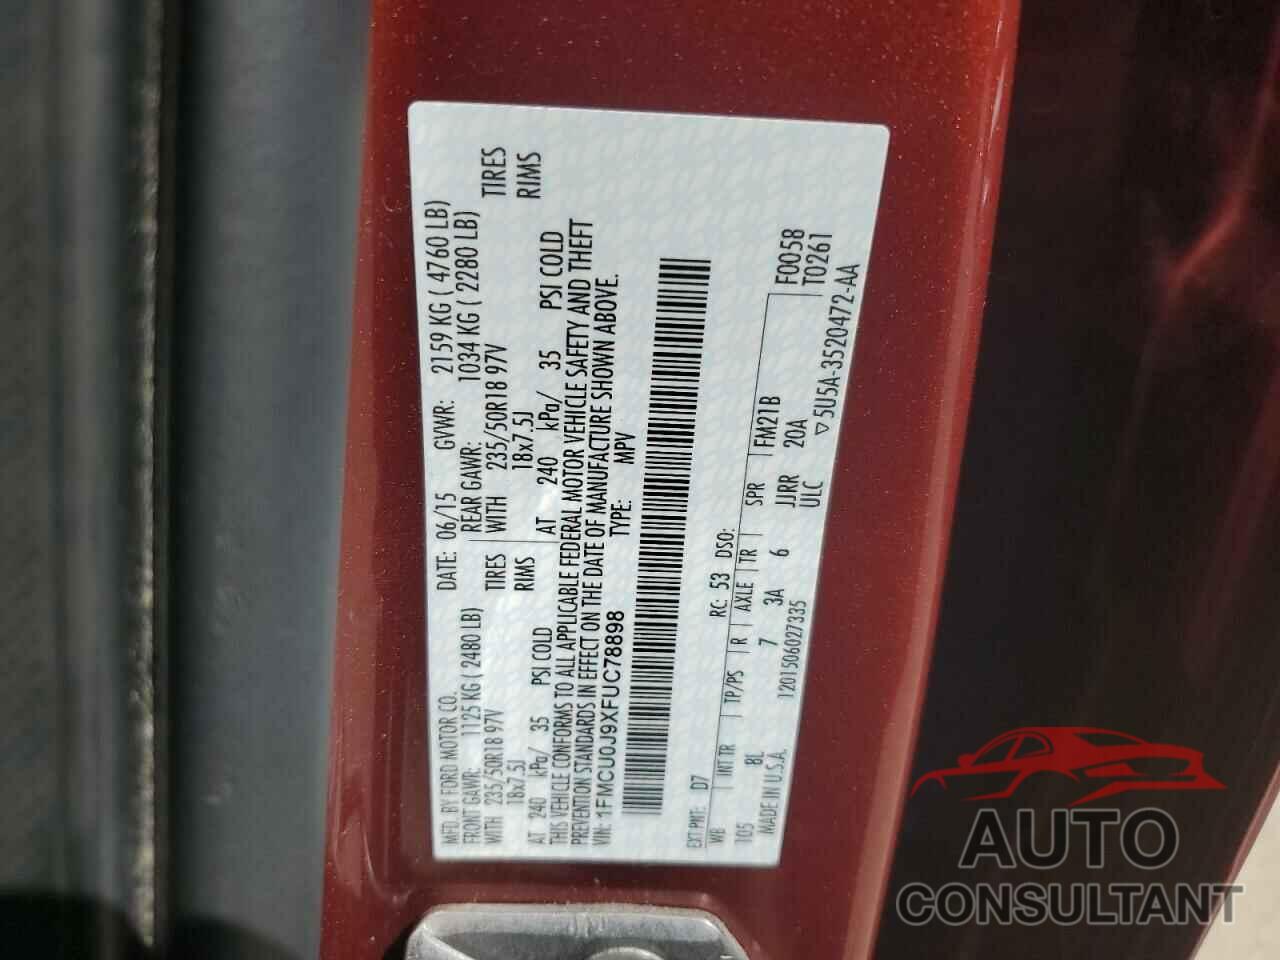 MFD. BY FORD MOTOR CO.
DATE: 06/15 GVWR: 2159 KG ( 4760 LB)
FRONT GAWR: 1125 KG ( 2480 LB) REAR GAWR: 1034 KG ( 2280 LB)
WITH 235/50R18 97V TIRES WITH 235/50R18 97V TIRES
18x7.5J RIMS 18x7.5J RIMS
AT 240 kPa/ 35 PSI COLD AT 240 kPa/ 35 PSI COLD
THIS VEHICLE CONFORMS TO ALL APPLICABLE FEDERAL MOTOR VEHICLE SAFETY AND THEFT
PREVENTION STANDARDS IN EFFECT ON THE DATE OF MANUFACTURE SHOWN ABOVE.
VIN: 1FMCU0J9XFUC78898 TYPE: MPV
EXT PNT: D7 RC: 53 DSO: F0058
WB INT TR TP/PS R AXLE TR SPR FM21B T0261
105 8L 7 3A 6 JJRR 20A
MADE IN U.S.A. 1201506027335 ULC ▽5U5A-3520472-AA
AUTO
CONSULTANT